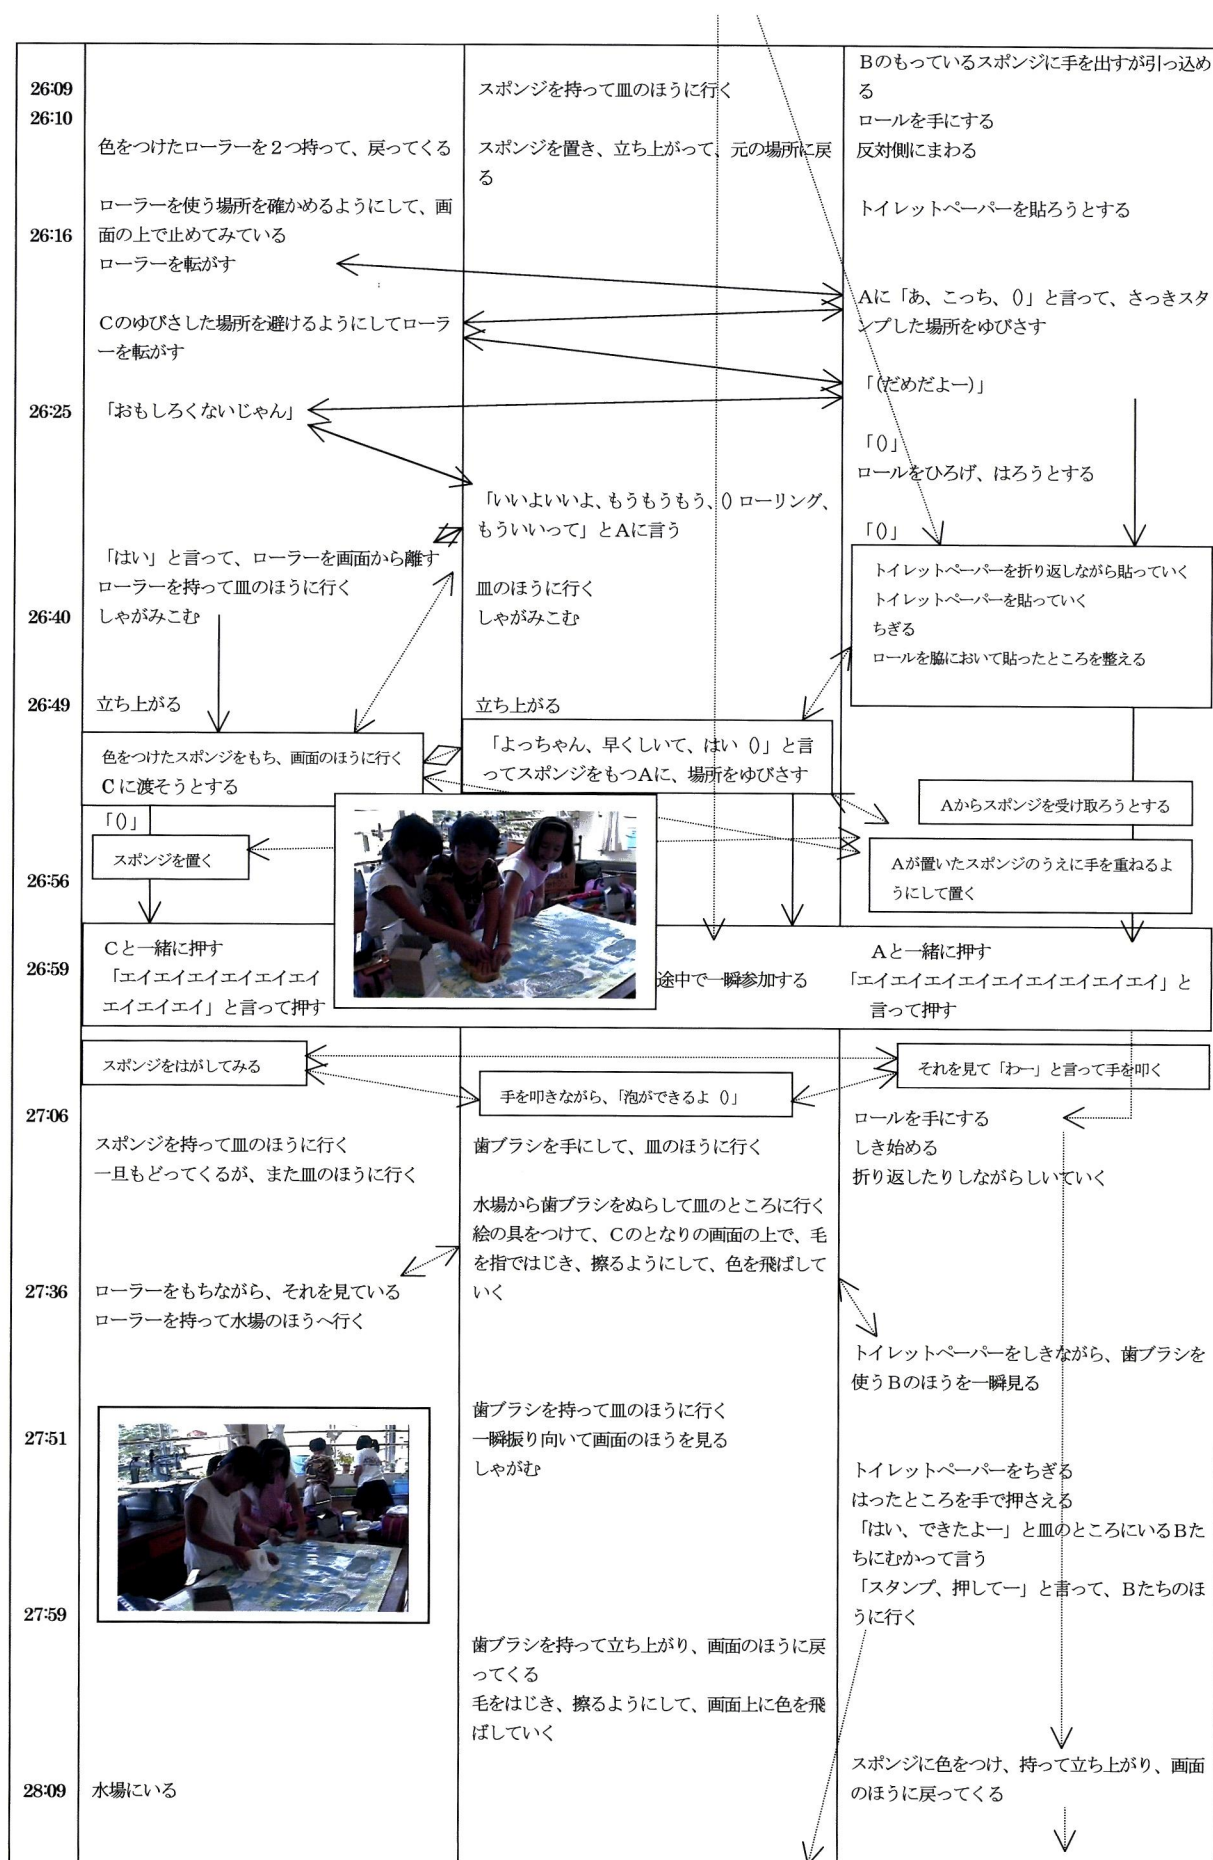 Bのもっているスポンジに手を出すが引っ込め
る
26:09
スポンジを持って皿のほうに行く
26:10
ロールを手にする
色をつけたローラーを2つ持って、戻ってくる
スポンジを置き、立ち上がって、元の場所に戻
る
反対側にまわる
ローラーを使う場所を確かめるようにして、画
面の上で止めてみている
トイレットペーパーを貼ろうとする
26:16
ローラーを転がす
Aに「あ、こっち、()」と言って、さっきスタ
ンプした場所をゆびさす
Cのゆびさした場所を避けるようにしてローラ
ーを転がす
「(だめだよー)」
26:25
「おもしろくないじゃん」
「()」
ロールをひろげ、はろうとする
「いいよいいよ、もうもうもう、() ローリング、
もういいって」とAに言う
「()」
「はい」と言って、ローラーを画面から離す
ローラーを持って皿のほうに行く
皿のほうに行く
26:40
しゃがみこむ
しゃがみこむ
トイレットペーパーを折り返しながら貼っていく
トイレットペーパーを貼っていく
ちぎる
ロールを脇において貼ったところを整える
26:49
立ち上がる
立ち上がる
色をつけたスポンジをもち、画面のほうに行く
Cに渡そうとする
「よっちゃん、早くしいて、はい ()」と言
ってスポンジをもつAに、場所をゆびさす
Aからスポンジを受け取ろうとする
「()」
スポンジを置く
26:56
Aが置いたスポンジのうえに手を重ねるよ
うにして置く
26:59
Cと一緒に押す
「エイエイエイエイエイエイ
エイエイエイ」と言って押す
途中で一瞬参加する
Aと一緒に押す
「エイエイエイエイエイエイエイエイエイ」と
言って押す
スポンジをはがしてみる
手を叩きながら、「泡ができるよ ()」
それを見て「わー」と言って手を叩く
27:06
ロールを手にする
スポンジを持って皿のほうに行く
一旦もどってくるが、また皿のほうに行く
歯ブラシを手にして、皿のほうに行く
しき始める
折り返したりしながらしいていく
水場から歯ブラシをぬらして皿のところに行く
絵の具をつけて、Cのとなりの画面の上で、毛
を指ではじき、擦るようにして、色を飛ばして
いく
27:36
ローラーをもちながら、それを見ている
ローラーを持って水場のほうへ行く
トイレットペーパーをしきながら、歯ブラシを
使うBのほうを一瞬見る
27:51
歯ブラシを持って皿のほうに行く
一瞬振り向いて画面のほうを見る
しゃがむ
トイレットペーパーをちぎる
はったところを手で押さえる
「はい、できたよー」と皿のところにいるBた
ちにむかって言う
「スタンプ、押してー」と言って、Bたちのほ
うに行く
27:59
歯ブラシを持って立ち上がり、画面のほうに戻
ってくる
毛をはじき、擦るようにして、画面上に色を飛
ばしていく
28:09
水場にいる
スポンジに色をつけ、持って立ち上がり、画面
のほうに戻ってくる